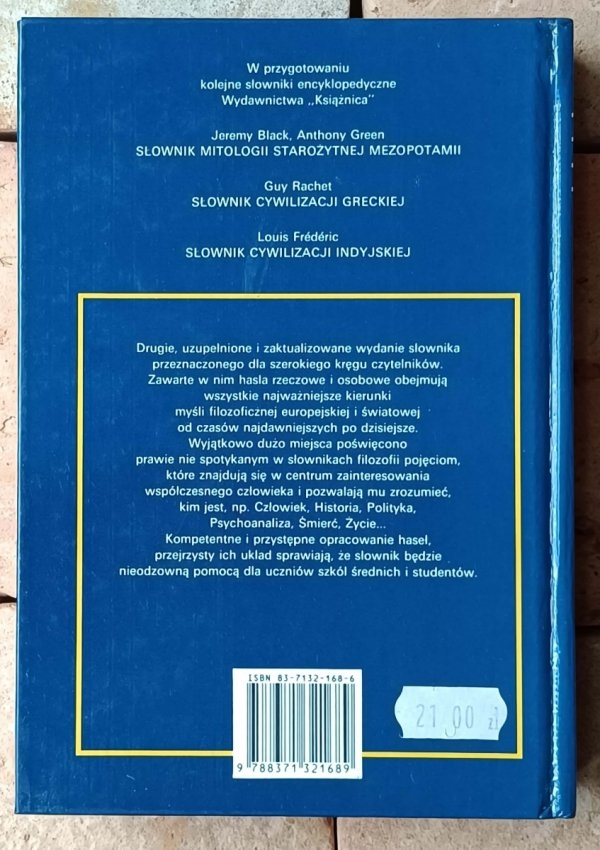 W przygotowaniu
kolejne słowniki encyklopedyczne
Wydawnictwa „Książnica"
Jeremy Black, Anthony Green
SŁOWNIK MITOLOGII STAROŻYTNEJ MEZOPOTAMII
Guy Rachet
SŁOWNIK CYWILIZACJI GRECKIEJ
Louis Frédéric
SŁOWNIK CYWILIZACJI INDYJSKIEJ
Drugie, uzupełnione i zaktualizowane wydanie słownika
przeznaczonego dla szerokiego kręgu czytelników.
Zawarte w nim hasła rzeczowe i osobowe obejmują
wszystkie najważniejsze kierunki
myśli filozoficznej europejskiej i światowej
od czasów najdawniejszych po dzisiejsze.
Wyjątkowo dużo miejsca poświęcono
prawie nie spotykanym w słownikach filozofii pojęciom,
które znajdują się w centrum zainteresowania
współczesnego człowieka i pozwalają mu zrozumieć,
kim jest, np. Człowiek, Historia, Polityka,
Psychoanaliza, Śmierć, Życie...
Kompetentne i przystępne opracowanie haseł,
przejrzysty ich układ sprawiają, że słownik będzie
nieodzowną pomocą dla uczniów szkół średnich i studentów.
ISBN 83-7132-168-6
9 788371 321689
21,00 zł